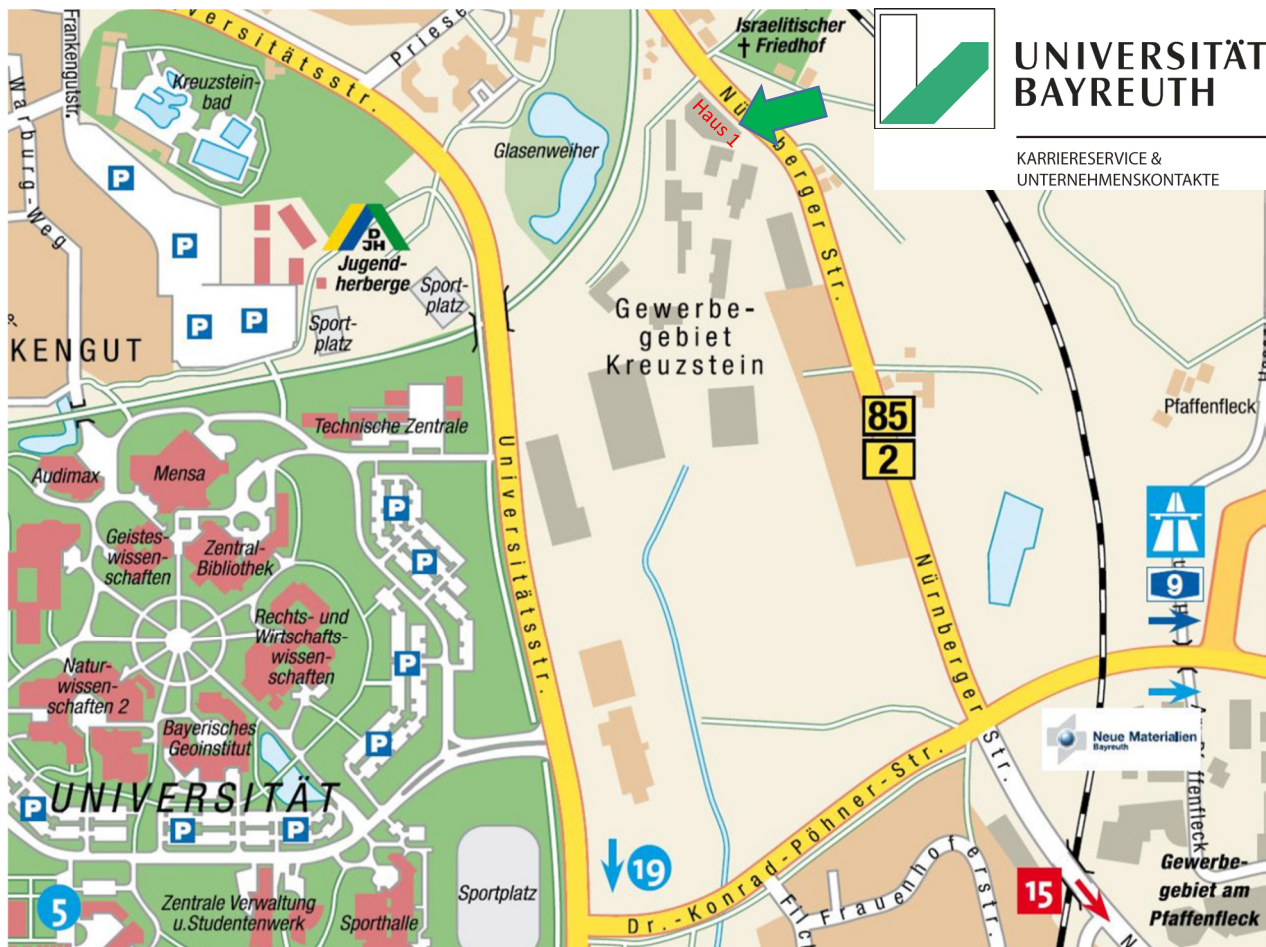 Frankengutstr.
Warburg-Weg
Universitätsstr.
Priese
Kreuzstein-
bad
Israelitischer
Friedhof
Nürnberger Str.
Haus 1
UNIVERSITÄT
BAYREUTH
KARRIERESERVICE &
UNTERNEHMENSKONTAKTE
Glasenweiher
P
P
P
P
D
JH
Jugend-
herberge
Sport-
platz
Sport-
platz
KENGUT
Gewerbe-
gebiet
Kreuzstein
85
2
Pfaffenfleck
Technische Zentrale
Audimax
Mensa
Geistes-
wissen-
schaften
Zentral-
Bibliothek
P
P
Universitätsstr.
Nürnberger Str.
9
Rechts- und
Wirtschafts-
wissen-
schaften
P
Natur-
wissen-
schaften 2
Bayerisches
Geoinstitut
P
Neue Materialien
Bayreuth
UNIVERSITÄT
P
P
P
Dr.-Konrad-Pöhner-Str.
Frauenhoferstr.
19
5
Zentrale Verwaltung
u.Studentenwerk
Sporthalle
Sportplatz
15
Gewerbe-
gebiet am
Pfaffenfleck